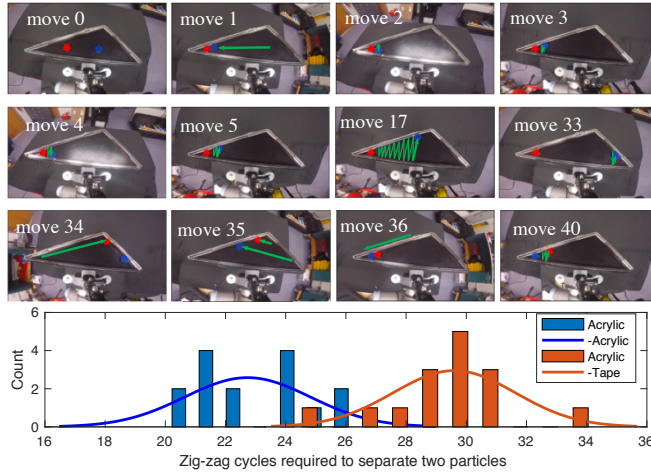 move 0
move 1
move 2
move 3
move 4
move 5
move 17
move 33
move 34
move 35
move 36
move 40
6
4
2
0
Count
Acrylic
-Acrylic
Acrylic
-Tape
16 18 20 22 24 26 28 30 32 34 36
Zig-zag cycles required to separate two particles